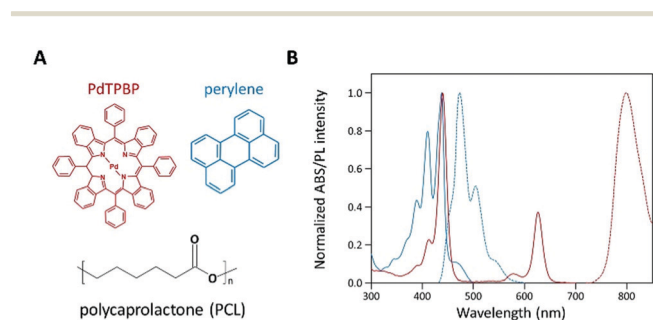 A
PdTPBP
perylene
N
N
Pd
N
N
O
O
n
polycaprolactone (PCL)
B
Normalized ABS/PL intensity
1.0
0.8
0.6
0.4
0.2
0.0
300 400 500 600 700 800
Wavelength (nm)